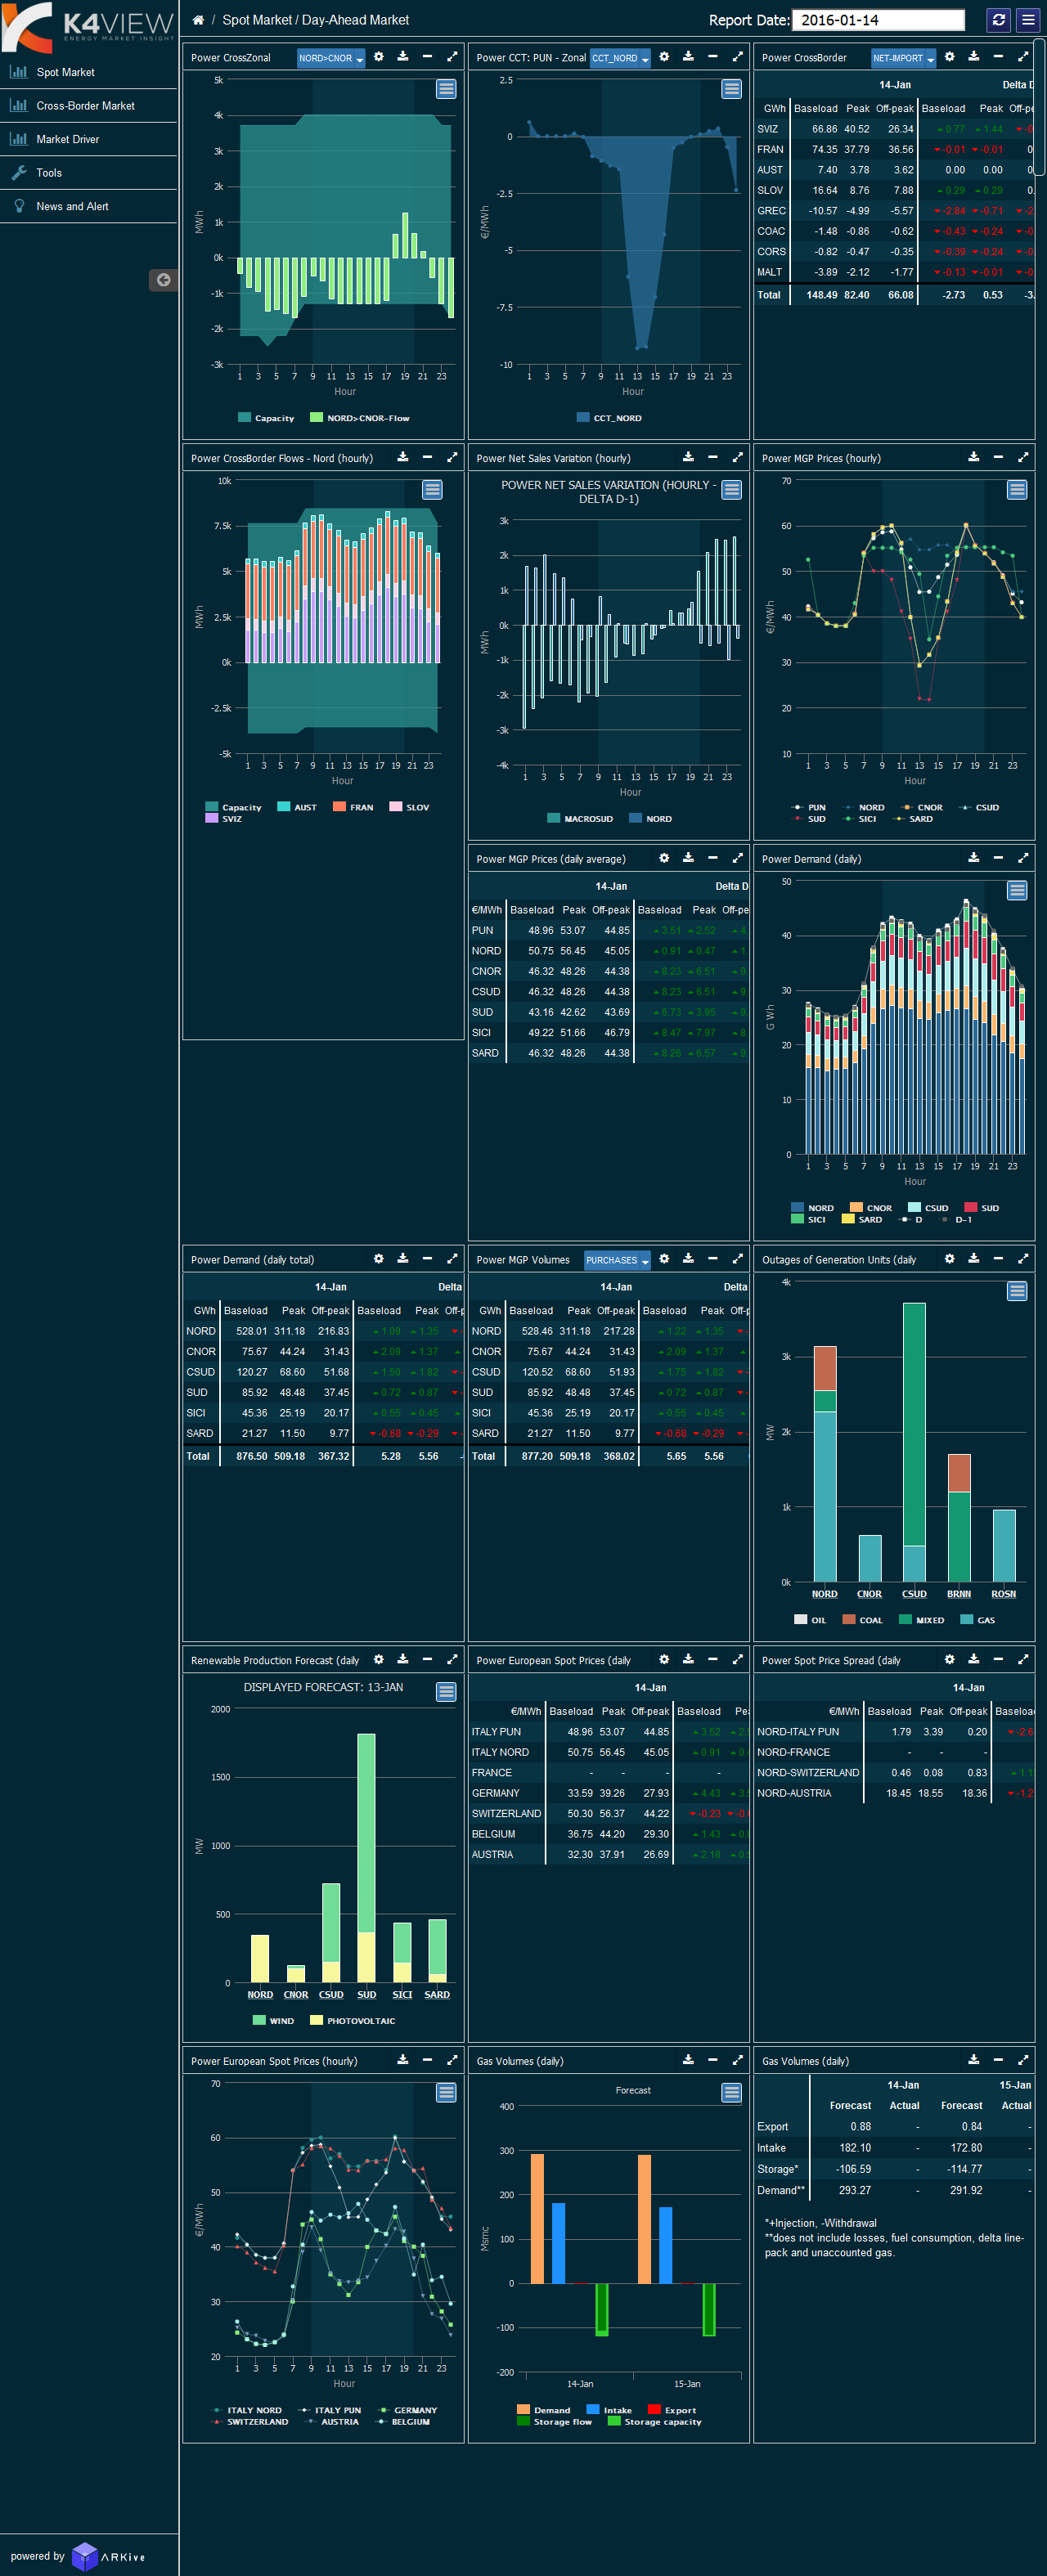 K4VIEW
ENERGY MARKET INSIGHT
/ Spot Market / Day-Ahead Market
Report Date: 2016-01-14
Spot Market
Cross-Border Market
Market Driver
Tools
News and Alert
Power CrossZonal NORD>CNOR
5k
4k
3k
2k
1k
0k
-1k
-2k
-3k
MWh
1 3 5 7 9 11 13 15 17 19 21 23
Hour
Capacity NORD>CNOR-Flow
Power CCT: PUN - Zonal CCT_NORD
2.5
0
-2.5
-5
-7.5
-10
€/MWh
1 3 5 7 9 11 13 15 17 19 21 23
Hour
CCT_NORD
Power CrossBorder NET-IMPORT
14-Jan Delta D
GWh Baseload Peak Off-peak Baseload Peak Off-pe
SVIZ 66.86 40.52 26.34 0.77 1.44
FRAN 74.35 37.79 36.56 -0.01 -0.01 0
AUST 7.40 3.78 3.62 0.00 0.00 0
SLOV 16.64 8.76 7.88 0.29 0.29 0.
GREC -10.57 -4.99 -5.57 -2.84 -0.71 -2
COAC -1.48 -0.86 -0.62 -0.43 -0.24
CORS -0.82 -0.47 -0.35 -0.39 -0.24
MALT -3.89 -2.12 -1.77 -0.13 -0.01
Total 148.49 82.40 66.08 -2.73 0.53 -3.
Power CrossBorder Flows - Nord (hourly)
10k
7.5k
5k
2.5k
0k
-2.5k
-5k
MWh
1 3 5 7 9 11 13 15 17 19 21 23
Hour
Capacity AUST FRAN SLOV
SVIZ
Power Net Sales Variation (hourly)
POWER NET SALES VARIATION (HOURLY -
DELTA D-1)
3k
2k
1k
0k
-1k
-2k
-3k
-4k
MWh
1 3 5 7 9 11 13 15 17 19 21 23
Hour
MACROSUD NORD
Power MGP Prices (hourly)
70
60
50
40
30
20
10
€/MWh
1 3 5 7 9 11 13 15 17 19 21 23
Hour
PUN NORD CNOR CSUD
SUD SICI SARD
Power MGP Prices (daily average)
14-Jan Delta D
€/MWh Baseload Peak Off-peak Baseload Peak Off-pe
PUN 48.96 53.07 44.85 3.51 2.52 4
NORD 50.75 56.45 45.05 0.91 0.47 1
CNOR 46.32 48.26 44.38 8.23 6.51 9
CSUD 46.32 48.26 44.38 8.23 6.51 9
SUD 43.16 42.62 43.69 6.73 3.95 9
SICI 49.22 51.66 46.79 8.47 7.97 8
SARD 46.32 48.26 44.38 8.26 6.57 9
Power Demand (daily)
50
40
30
20
10
0
G Wh
1 3 5 7 9 11 13 15 17 19 21 23
Hour
NORD CNOR CSUD SUD
SICI SARD D D-1
Power Demand (daily total)
14-Jan Delta
GWh Baseload Peak Off-peak Baseload Peak Off-p
NORD 528.01 311.18 216.83 1.09 1.35
CNOR 75.67 44.24 31.43 2.09 1.37
CSUD 120.27 68.60 51.68 1.50 1.82
SUD 85.92 48.48 37.45 0.72 0.87
SICI 45.36 25.19 20.17 0.55 0.45
SARD 21.27 11.50 9.77 -0.68 -0.29
Total 876.50 509.18 367.32 5.28 5.56
Power MGP Volumes PURCHASES
14-Jan Delta
GWh Baseload Peak Off-peak Baseload Peak Off-p
NORD 528.46 311.18 217.28 1.22 1.35
CNOR 75.67 44.24 31.43 2.09 1.37
CSUD 120.52 68.60 51.93 1.75 1.82
SUD 85.92 48.48 37.45 0.72 0.87
SICI 45.36 25.19 20.17 0.55 0.45
SARD 21.27 11.50 9.77 -0.68 -0.29
Total 877.20 509.18 368.02 5.65 5.56
Outages of Generation Units (daily
4k
3k
2k
1k
0k
MW
NORD CNOR CSUD BRNN ROSN
OIL COAL MIXED GAS
Renewable Production Forecast (daily
DISPLAYED FORECAST: 13-JAN
2000
1500
1000
500
0
MW
NORD CNOR CSUD SUD SICI SARD
WIND PHOTOVOLTAIC
Power European Spot Prices (daily
14-Jan
€/MWh Baseload Peak Off-peak Baseload Pea
ITALY PUN 48.96 53.07 44.85 3.52 2.5
ITALY NORD 50.75 56.45 45.05 0.91 0.4
FRANCE - - - -
GERMANY 33.59 39.26 27.93 4.43 3.
SWITZERLAND 50.30 56.37 44.22 -0.23 -0.
BELGIUM 36.75 44.20 29.30 1.43 0.
AUSTRIA 32.30 37.91 26.69 2.18 0.
Power Spot Price Spread (daily
14-Jan
€/MWh Baseload Peak Off-peak Baseload
NORD-ITALY PUN 1.79 3.39 0.20 -2.6
NORD-FRANCE - - -
NORD-SWITZERLAND 0.46 0.08 0.83 1.1
NORD-AUSTRIA 18.45 18.55 18.36 -1.2
Power European Spot Prices (hourly)
70
60
50
40
30
20
€/MWh
1 3 5 7 9 11 13 15 17 19 21 23
Hour
ITALY NORD ITALY PUN GERMANY
SWITZERLAND AUSTRIA BELGIUM
Gas Volumes (daily)
Forecast
400
300
200
100
0
-100
-200
Msmc
14-Jan 15-Jan
Demand Intake Export
Storage flow Storage capacity
Gas Volumes (daily)
14-Jan 15-Jan
Forecast Actual Forecast Actual
Export 0.88 - 0.84 -
Intake 182.10 - 172.80 -
Storage* -106.59 - -114.77 -
Demand** 293.27 - 291.92 -
*+Injection, -Withdrawal
**does not include losses, fuel consumption, delta line-
pack and unaccounted gas.
powered by ARKive